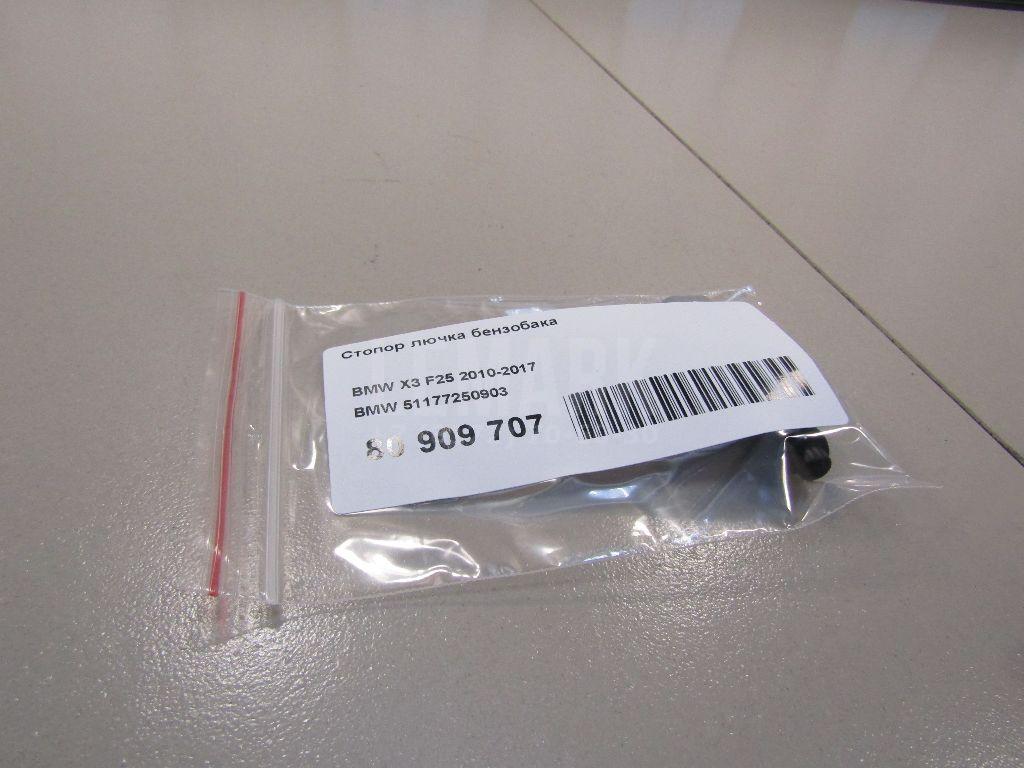 Стопор лючка бензобака
BMW X3 F25 2010-2017
BMW 51177250903
80 909 707